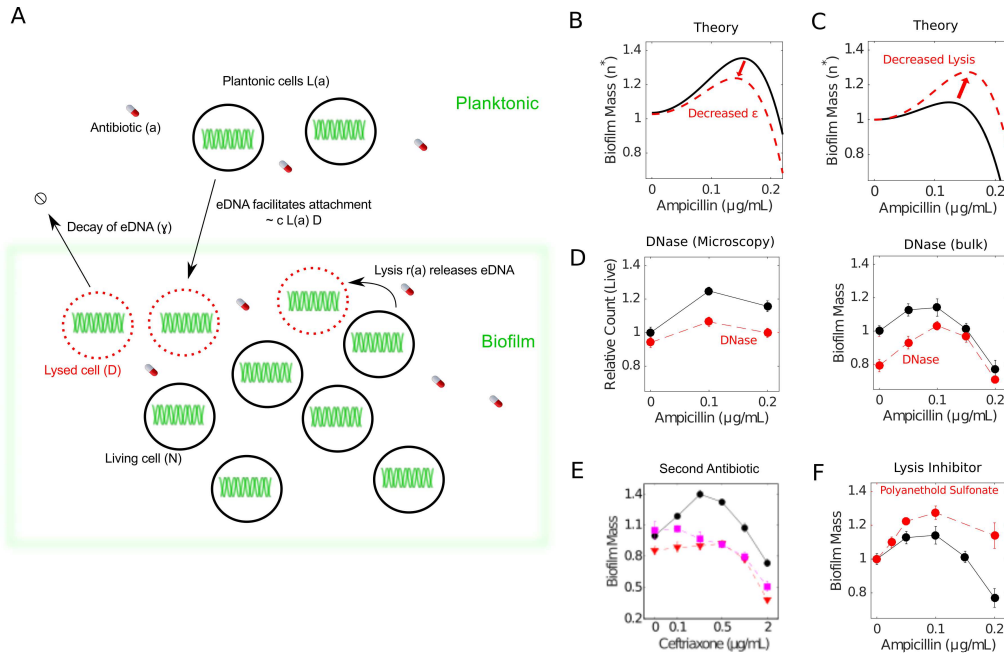 A
Plantonic cells L(a)
Planktonic
Antibiotic (a)
eDNA facilitates attachment
~ c L(a) D
Decay of eDNA (γ)
Lysis r(a) releases eDNA
Biofilm
Lysed cell (D)
Living cell (N)
B
Theory
Biofilm Mass (n*)
1.4
1.2
1
0.8
Decreased ε
0
0.1
0.2
Ampicillin (μg/mL)
C
Theory
Biofilm Mass (n*)
1.4
1.2
1
0.8
Decreased Lysis
0
0.1
0.2
Ampicillin (μg/mL)
D
DNase (Microscopy)
Relative Count (Live)
1.4
1.2
1
0.8
DNase
0
0.1
0.2
Ampicillin (μg/mL)
DNase (bulk)
Biofilm Mass
1.4
1.2
1
0.8
DNase
0
0.1
0.2
Ampicillin (μg/mL)
E
Second Antibiotic
Biofilm Mass
1.4
1.1
0.8
0.5
0.2
0
0.1
0.5
2
Ceftriaxone (μg/mL)
F
Lysis Inhibitor
Polyanethold Sulfonate
Biofilm Mass
1.4
1.2
1
0.8
0
0.1
0.2
Ampicillin (μg/mL)